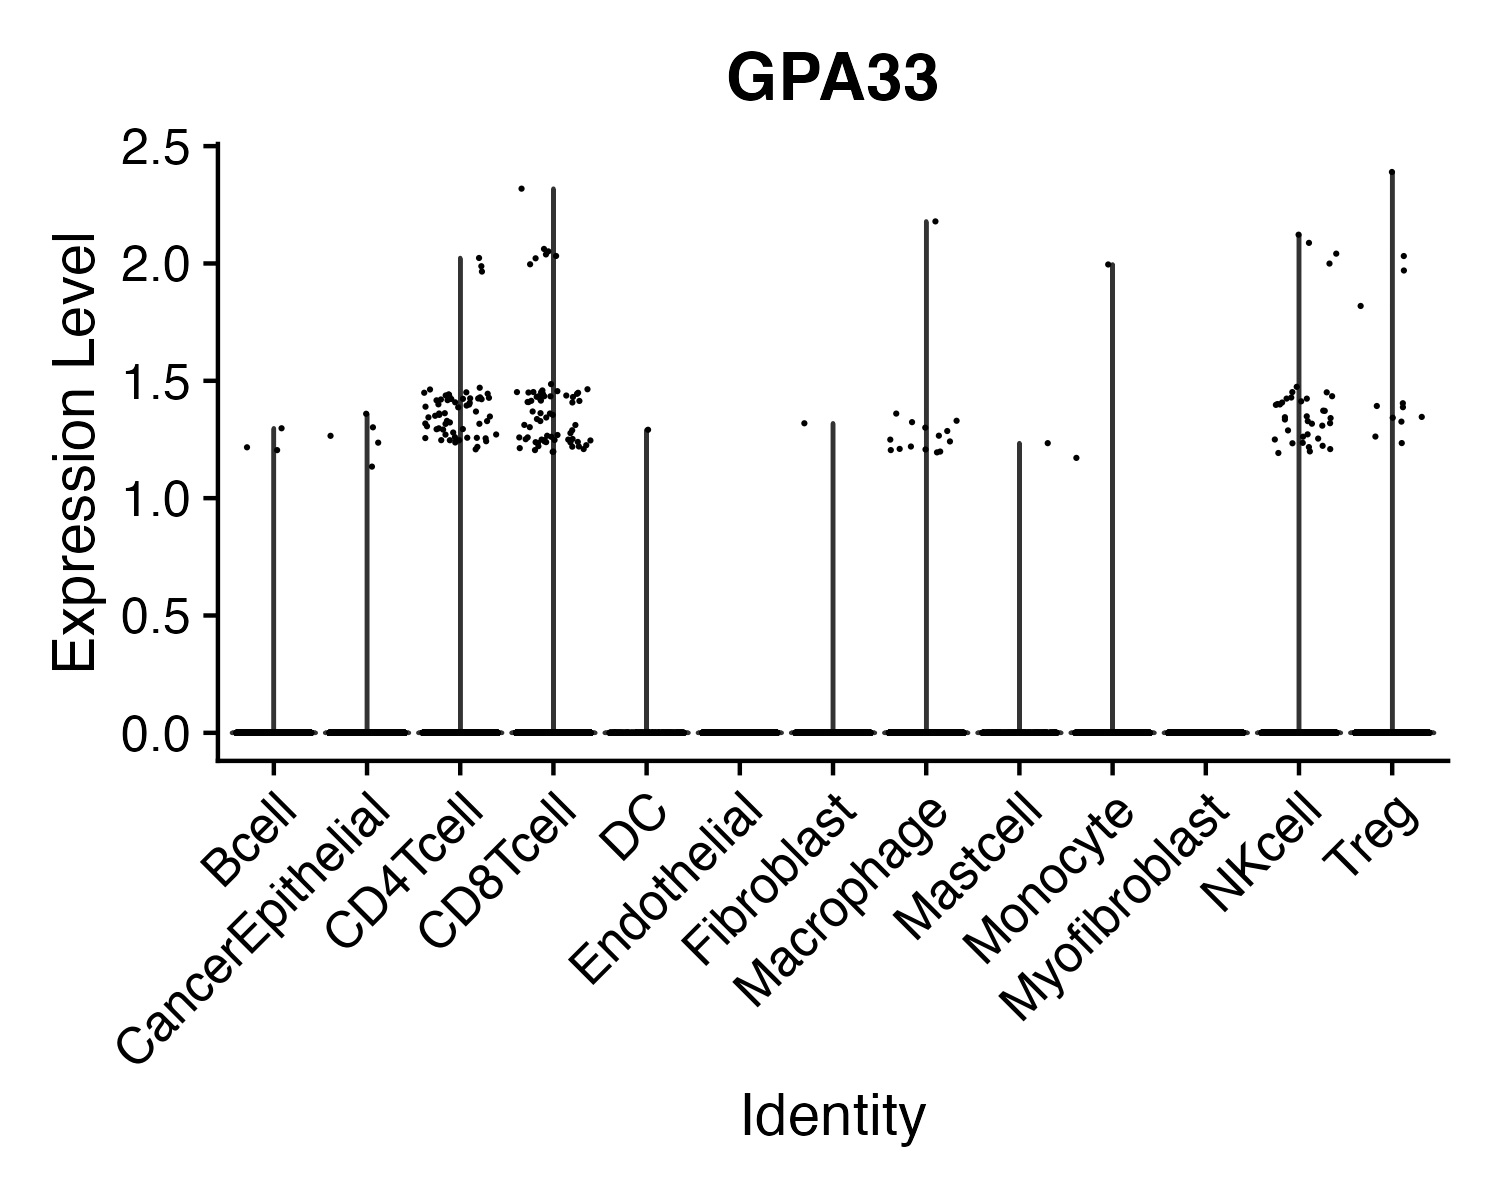 GPA33
Expression Level
2.5
2.0
1.5
1.0
0.5
0.0
Bcell
CancerEpithelial
CD4Tcell
CD8Tcell
DC
Endothelial
Fibroblast
Macrophage
Mastcell
Monocyte
Myofibroblast
NKcell
Treg
Identity